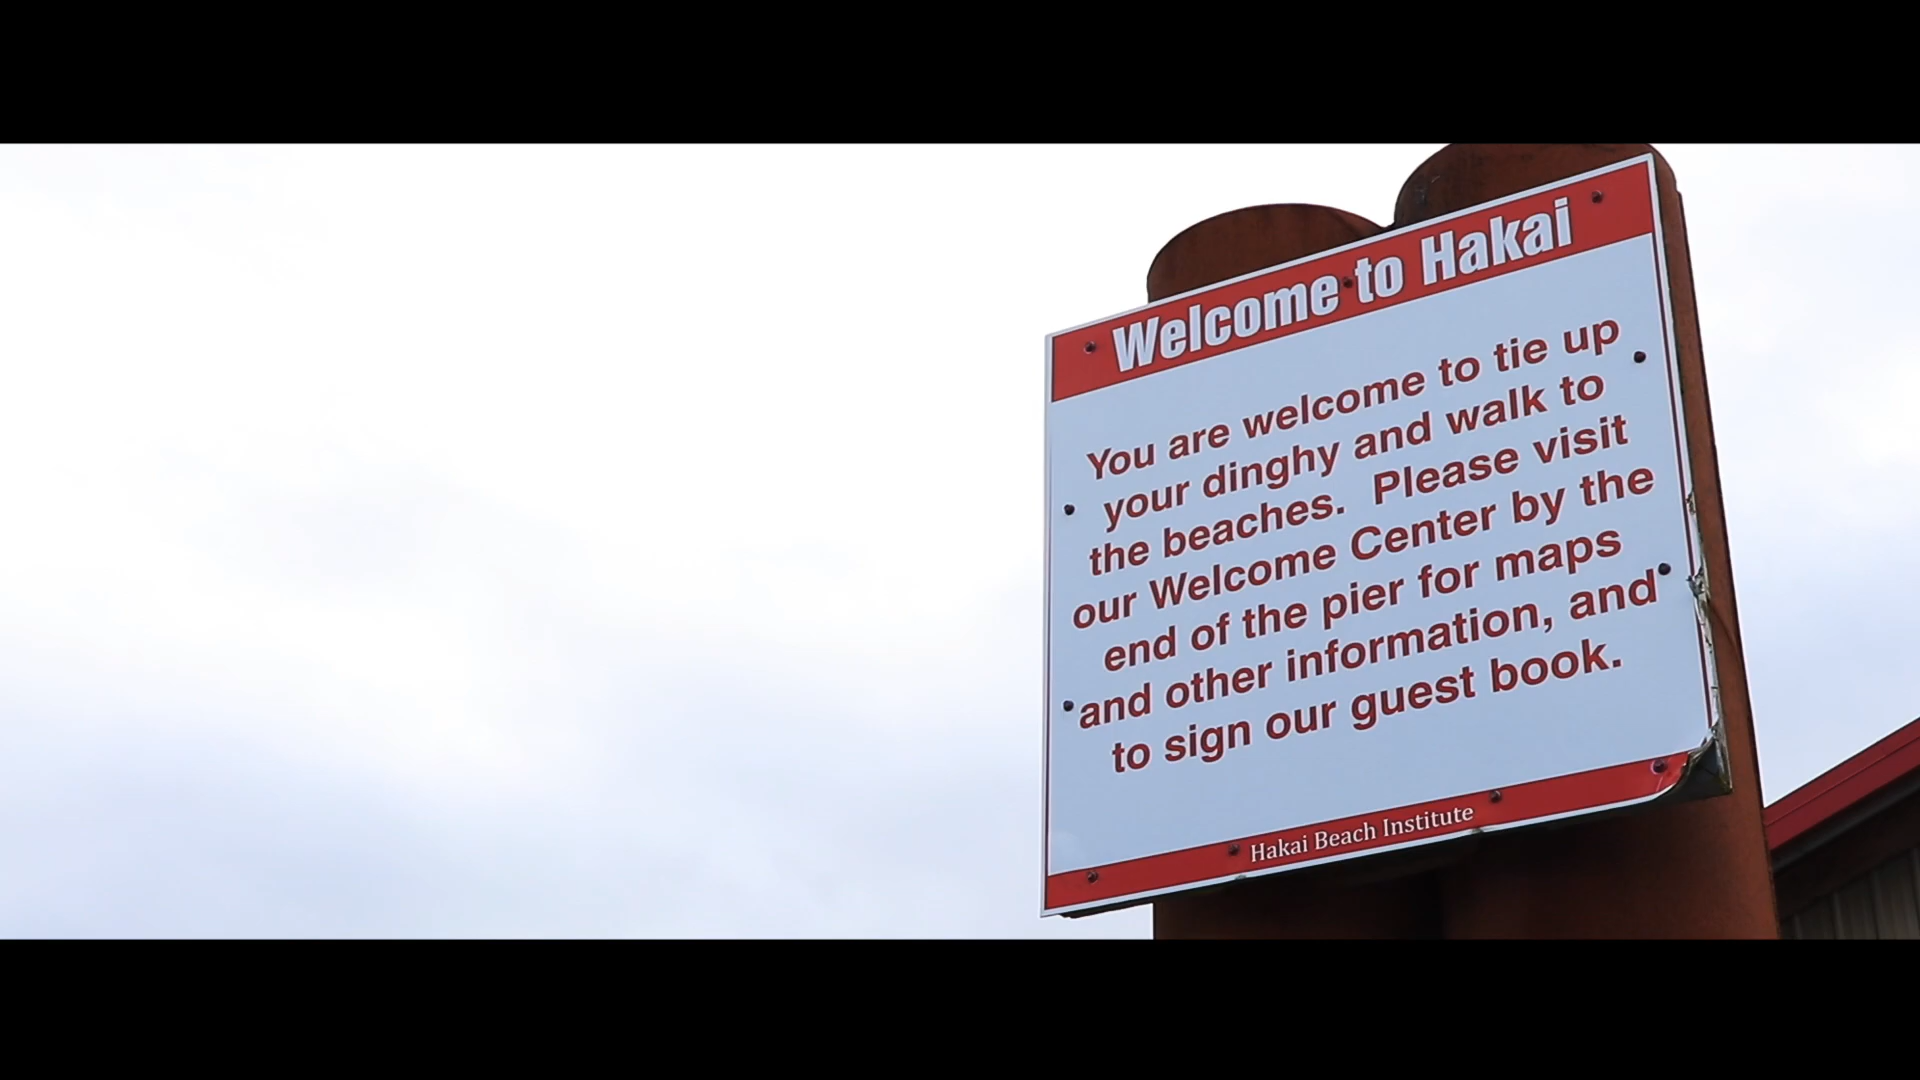 Welcome to Hakai
You are welcome to tie up
your dinghy and walk to
the beaches. Please visit
our Welcome Center by the
end of the pier for maps
and other information, and
to sign our guest book.
Hakai Beach Institute